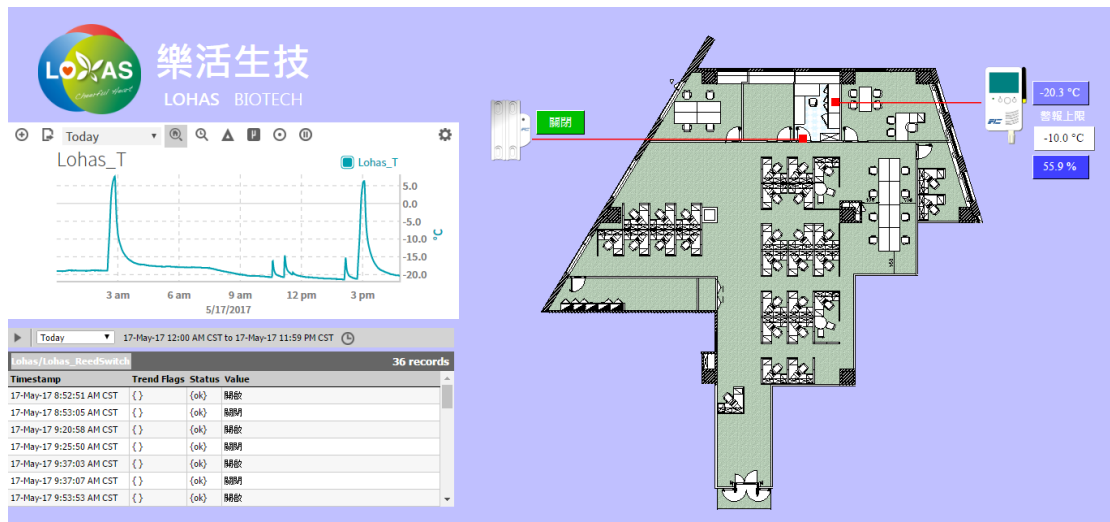 LOHAS
Cheerful Heart
樂活生技
LOHAS BIOTECH
Today
Lohas_T
Lohas_T
5.0
0.0
-5.0
-10.0
-15.0
-20.0
°C
3 am 6 am 9 am 12 pm 3 pm
5/17/2017
Today 17-May-17 12:00 AM CST to 17-May-17 11:59 PM CST
Lohas/Lohas_ReedSwitch 36 records
Timestamp Trend Flags Status Value
17-May-17 8:52:51 AM CST { } {ok} 開啟
17-May-17 8:53:05 AM CST { } {ok} 關閉
17-May-17 9:20:58 AM CST { } {ok} 開啟
17-May-17 9:25:50 AM CST { } {ok} 關閉
17-May-17 9:37:03 AM CST { } {ok} 開啟
17-May-17 9:37:07 AM CST { } {ok} 關閉
17-May-17 9:53:53 AM CST { } {ok} 開啟
關閉
-20.3 °C
警報上限
-10.0 °C
55.9 %